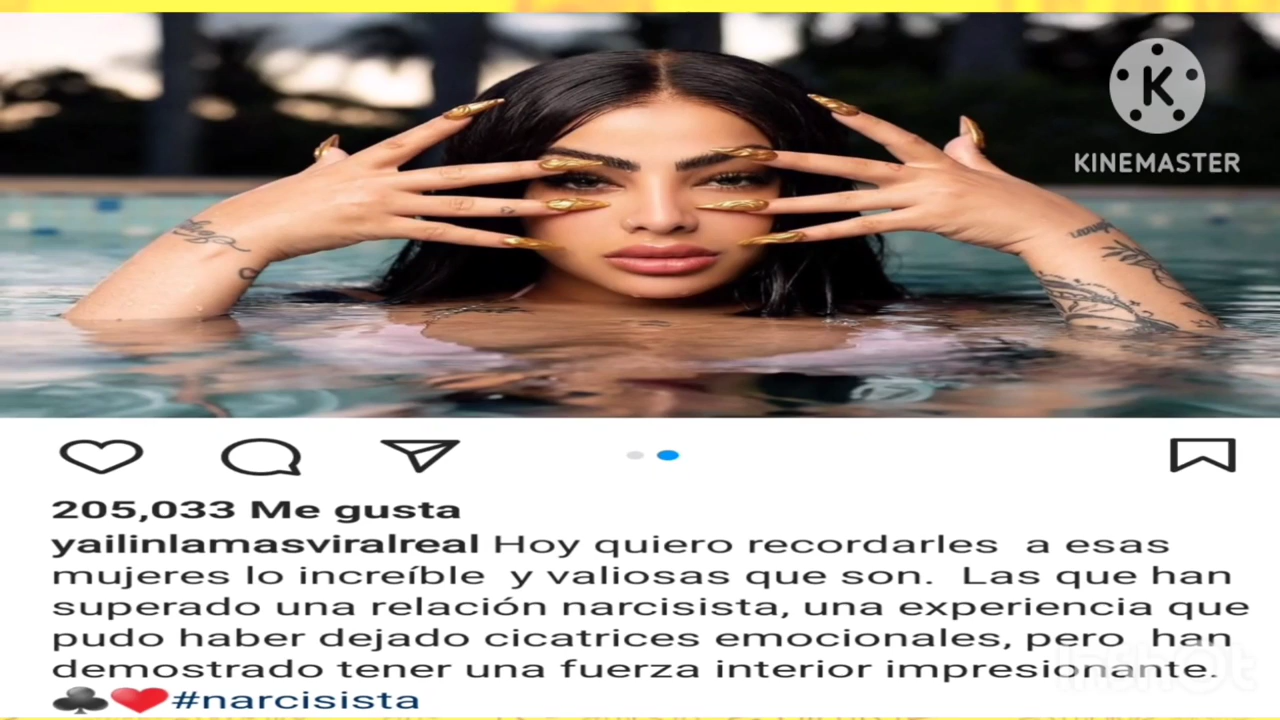 K
KINEMASTER
205,033 Me gusta
yailinlamasviralreal Hoy quiero recordarles a esas
mujeres lo increíble y valiosas que son. Las que han
superado una relación narcisista, una experiencia que
pudo haber dejado cicatrices emocionales, pero han
demostrado tener una fuerza interior impresionante.
♣️❤️#narcisista
InShOt